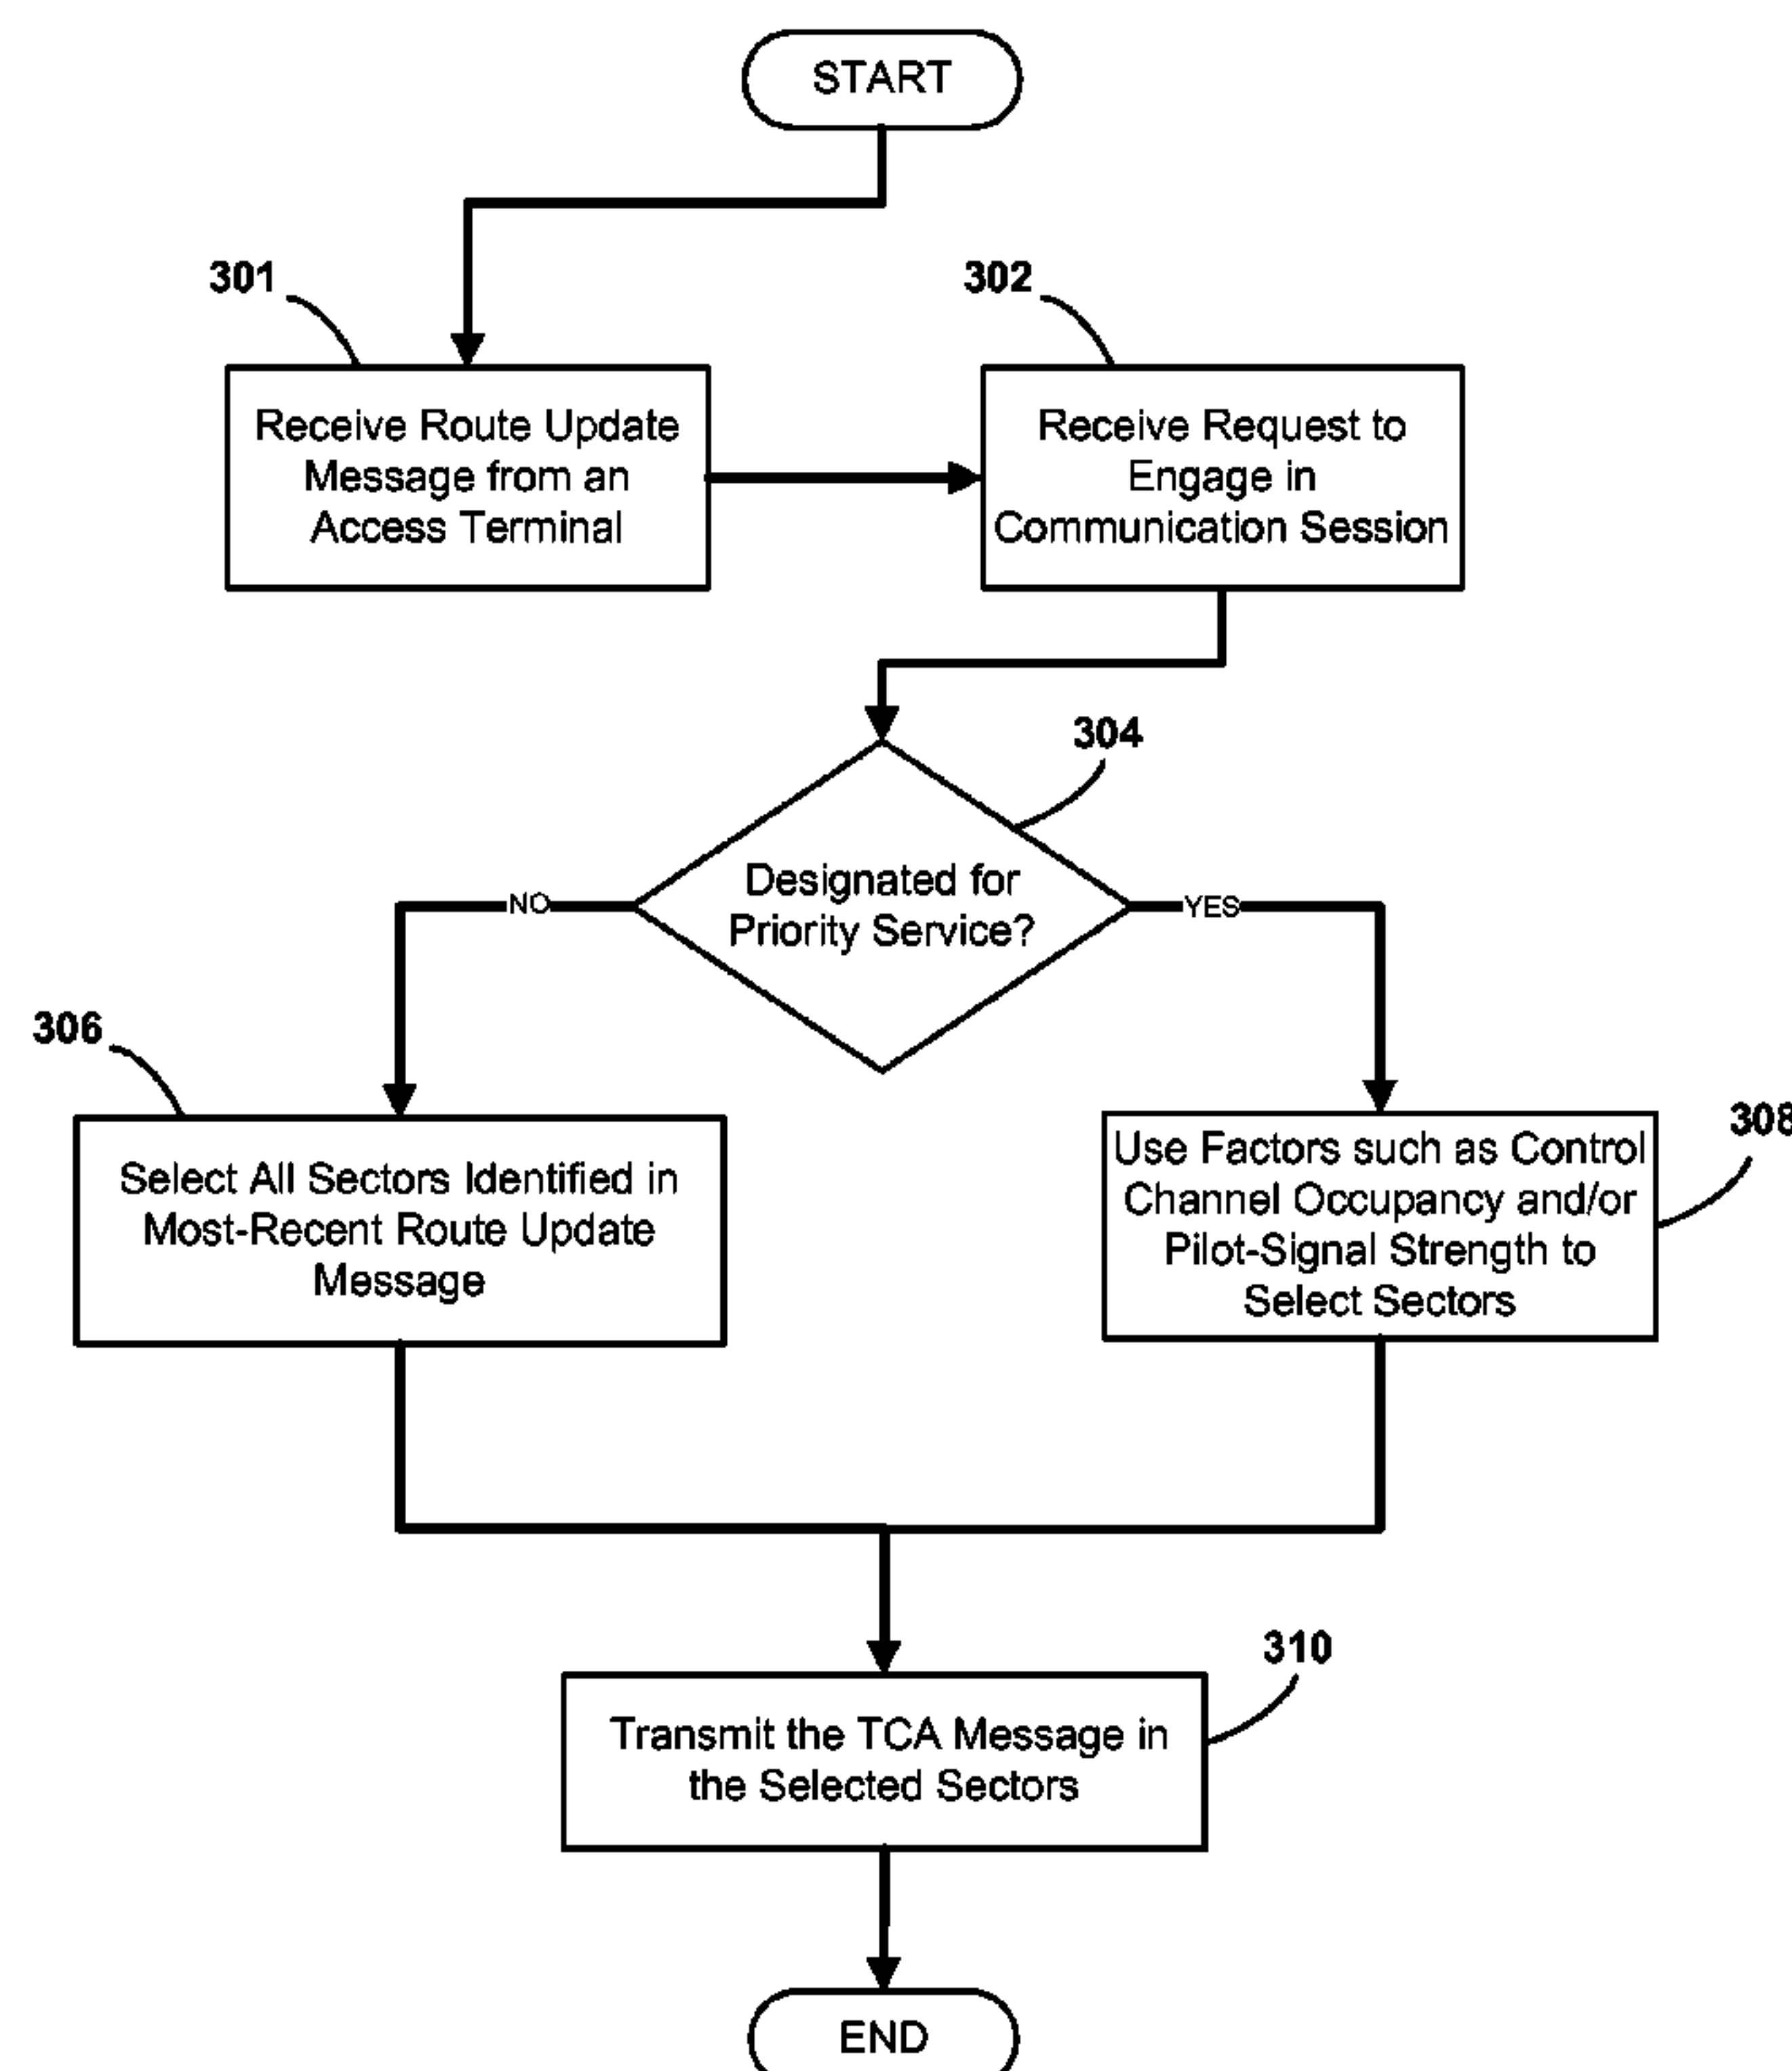 START
301
302
Receive Route Update
Message from an
Access Terminal
Receive Request to
Engage in
Communication Session
304
Designated for
Priority Service?
NO
YES
306
308
Select All Sectors Identified in
Most-Recent Route Update
Message
Use Factors such as Control
Channel Occupancy and/or
Pilot-Signal Strength to
Select Sectors
310
Transmit the TCA Message in
the Selected Sectors
END